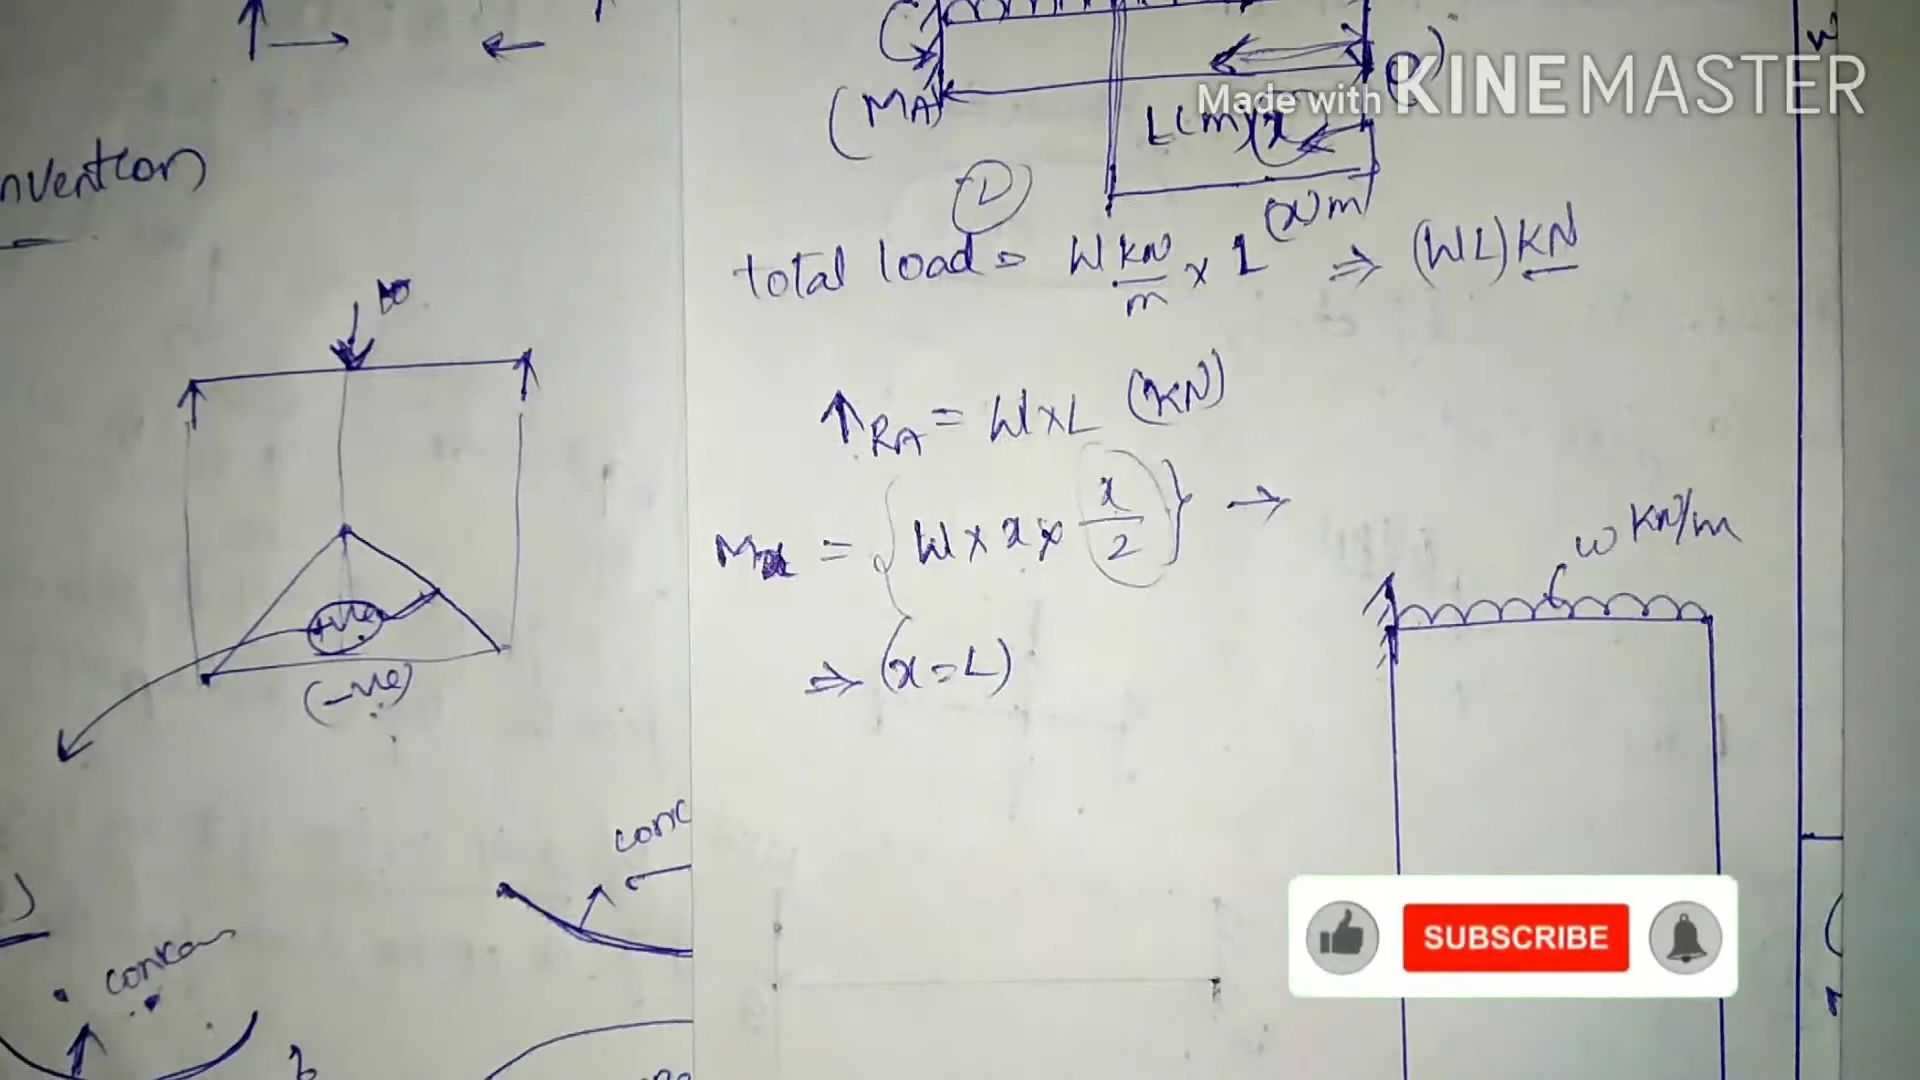 nvention
(MA)
L(m)(x)
(x)m
Made with KINEMASTER
total load = W KN/m × L ⇒ (WL) KN
↑RA = W×L (KN)
Mx = {W × x × x/2} →
⇒ (x=L)
w KN/m
+ve
(-ve)
conc
concav
SUBSCRIBE